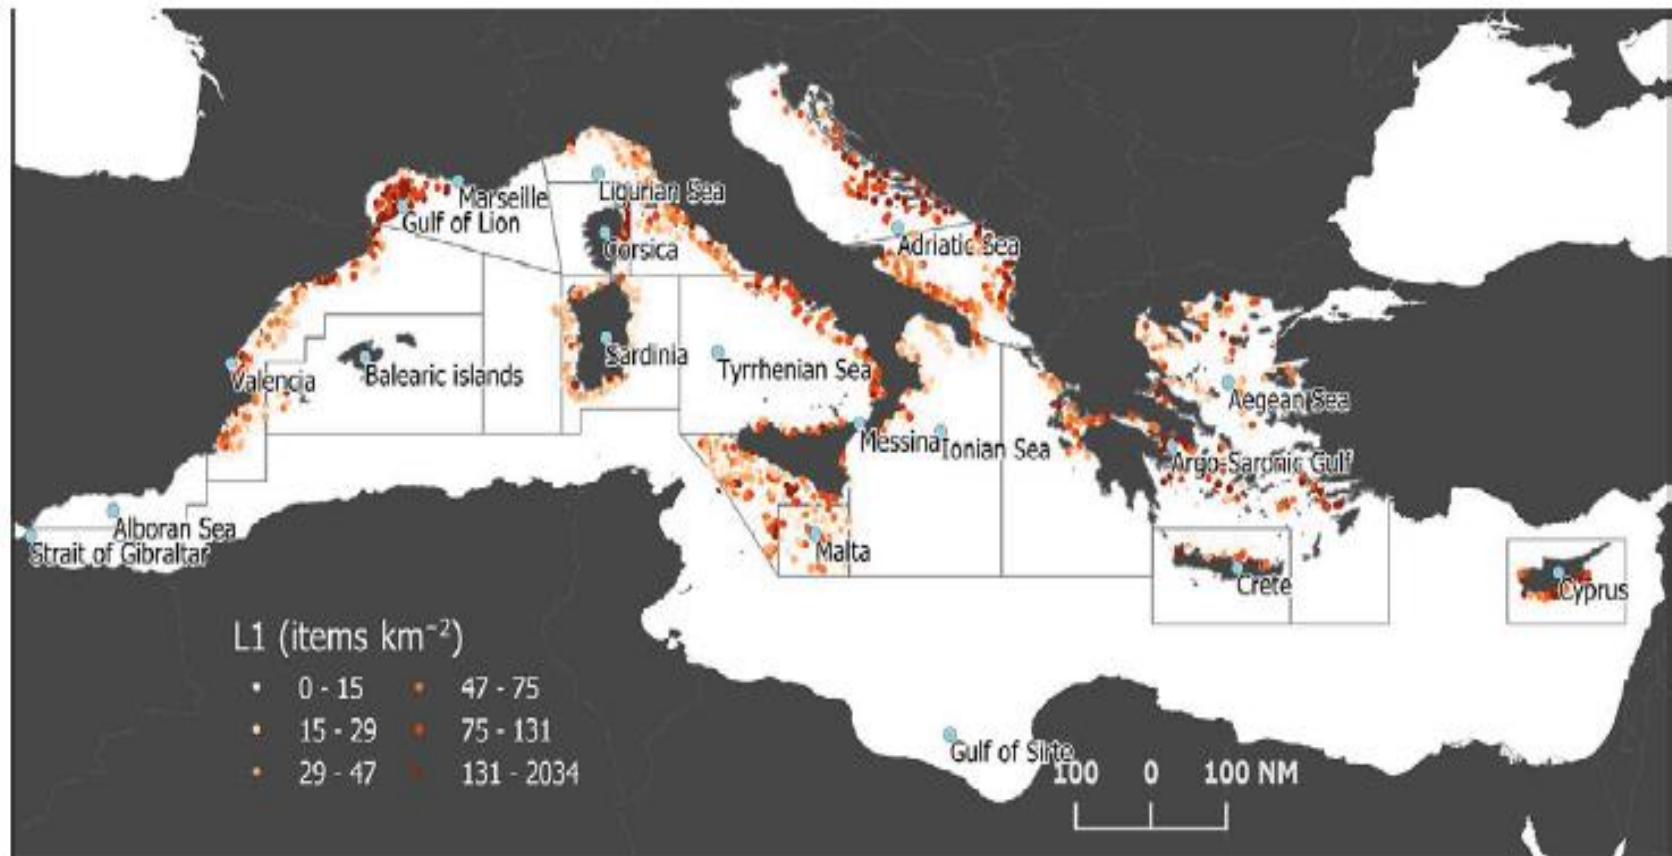 Ligurian Sea
Marseille
Gulf of Lion
Corsica
Adriatic Sea
Sardinia
Tyrrhenian Sea
Valencia
Balearic islands
Aegean Sea
Messina
Ionian Sea
Argo-Saronic Gulf
Alboran Sea
Strait of Gibraltar
Malta
Crete
Cyprus
L1 (items km⁻²)
0 - 15
47 - 75
15 - 29
75 - 131
29 - 47
131 - 2034
Gulf of Sirte
100 0 100 NM